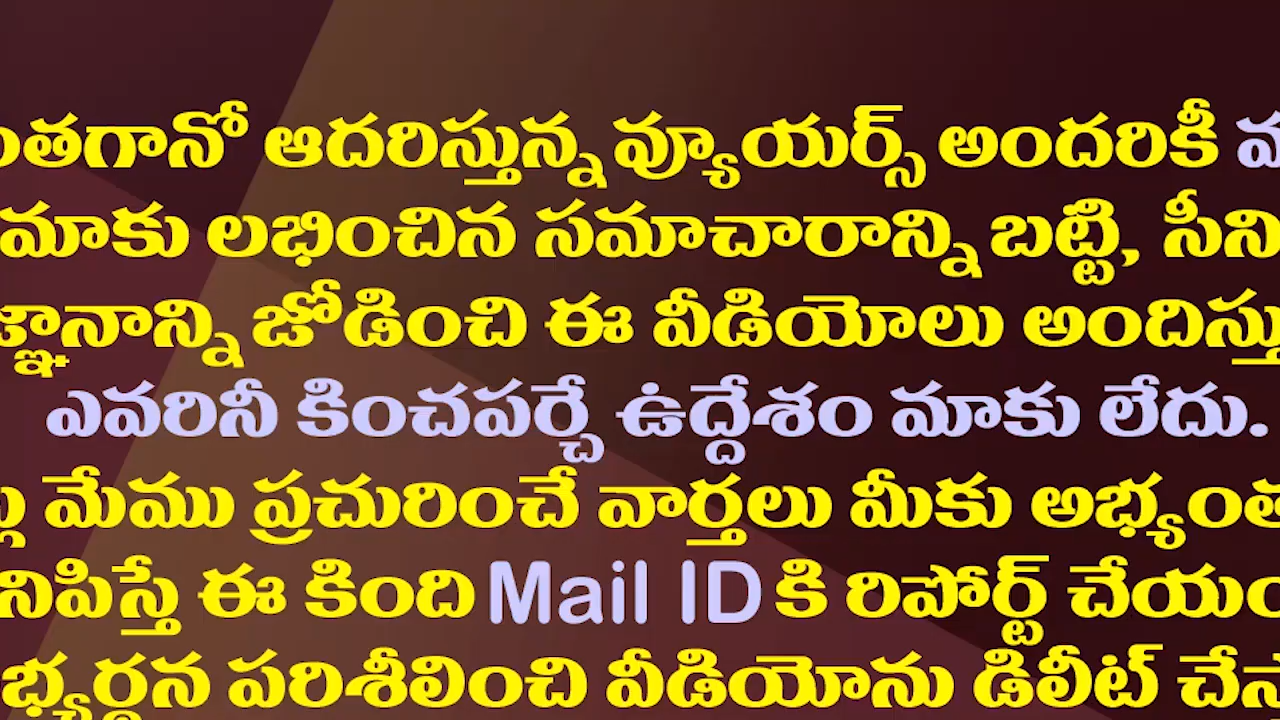 ంతగానో ఆదరిస్తున్న వ్యూయర్స్ అందరికీ
మాకు లభించిన సమాచారాన్ని బట్టి, సీని
జ్ఞానాన్ని జోడించి ఈ వీడియోలు అందిస్తు
ఎవరినీ కించపర్చే ఉద్దేశం మాకు లేదు.
మేము ప్రచురించే వార్తలు మీకు అభ్యంత
నిపిస్తే ఈ కింది Mail ID కి రిపోర్ట్ చేయం
భ్యర్థన పరిశీలించి వీడియోను డిలీట్ చేస